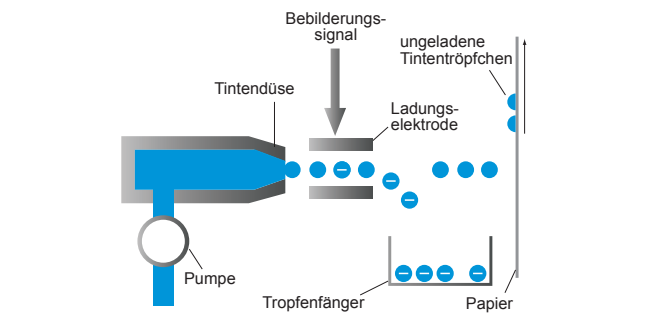 Bebilderungs-
signal
ungeladene
Tintentröpfchen
Tintendüse
Ladungs-
elektrode
Pumpe
Tropfenfänger
Papier